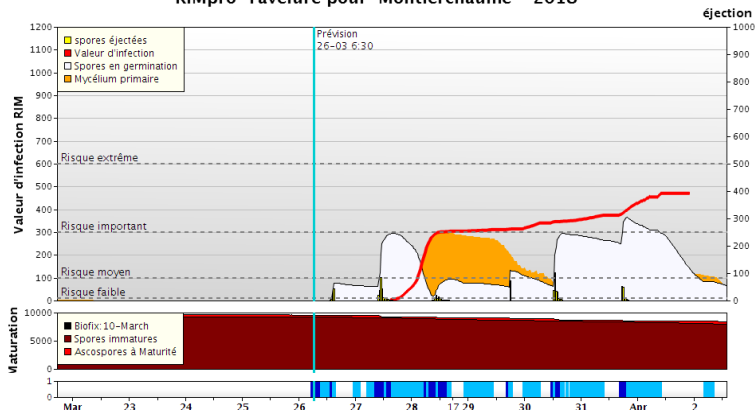 RIMpro-Tavelure pour "Montierchaume" 2018
éjection
Valeur d'infection RIM
1200
1100
1000
900
800
700
600
500
400
300
200
100
0
spores éjectées
Valeur d'infection
Spores en germination
Mycélium primaire
Prévision
26-03 6:30
Risque extrême
Risque important
Risque moyen
Risque faible
1000
900
800
700
600
500
400
300
200
100
0
Maturation
10000
5000
0
Biofix: 10-March
Spores immatures
Ascospores à Maturité
1
0
Mar 23 24 25 26 27 28 17 29 30 31 Apr 2